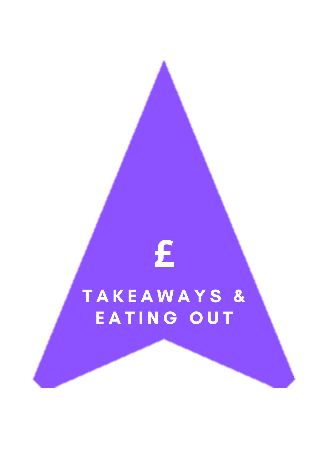 £
TAKEAWAYS &
EATING OUT